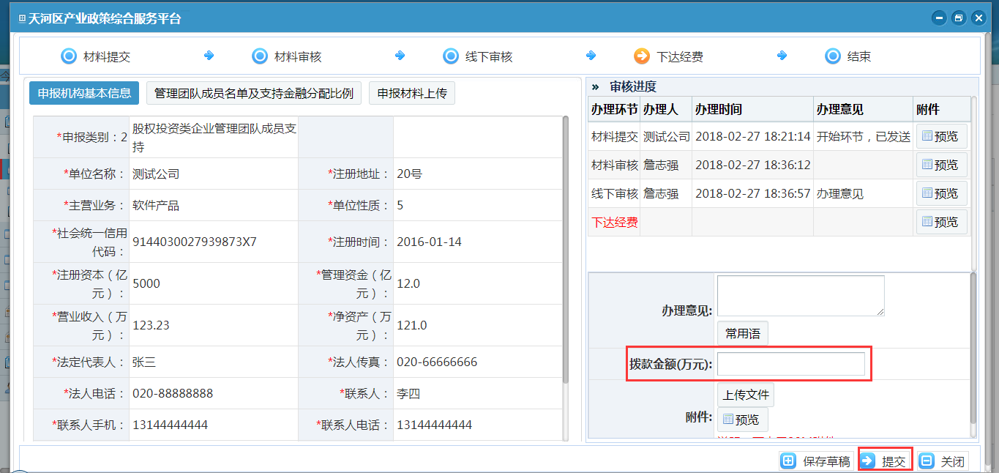 天河区产业政策综合服务平台
材料提交 材料审核 线下审核 下达经费 结束
申报机构基本信息 管理团队成员名单及支持金融分配比例 申报材料上传
*申报类别：2 股权投资类企业管理团队成员支
持
*单位名称： 测试公司 *注册地址： 20号
*主营业务： 软件产品 *单位性质： 5
*社会统一信用
代码： 9144030027939873X7 *注册时间： 2016-01-14
*注册资本（亿
元）： 5000 *管理资金（亿
元）： 12.0
*营业收入（万
元）： 123.23 *净资产（万
元）： 121.0
*法定代表人： 张三 *法人传真： 020-66666666
*法人电话： 020-88888888 *联系人： 李四
*联系人手机： 13144444444 *联系人电话： 13144444444
» 审核进度
办理环节 办理人 办理时间 办理意见 附件
材料提交 测试公司 2018-02-27 18:21:14 开始环节，已发送 预览
材料审核 詹志强 2018-02-27 18:36:12 预览
线下审核 詹志强 2018-02-27 18:36:57 办理意见 预览
下达经费 预览
办理意见:
常用语
拨款金额(万元):
上传文件
附件:
预览
保存草稿 提交 关闭